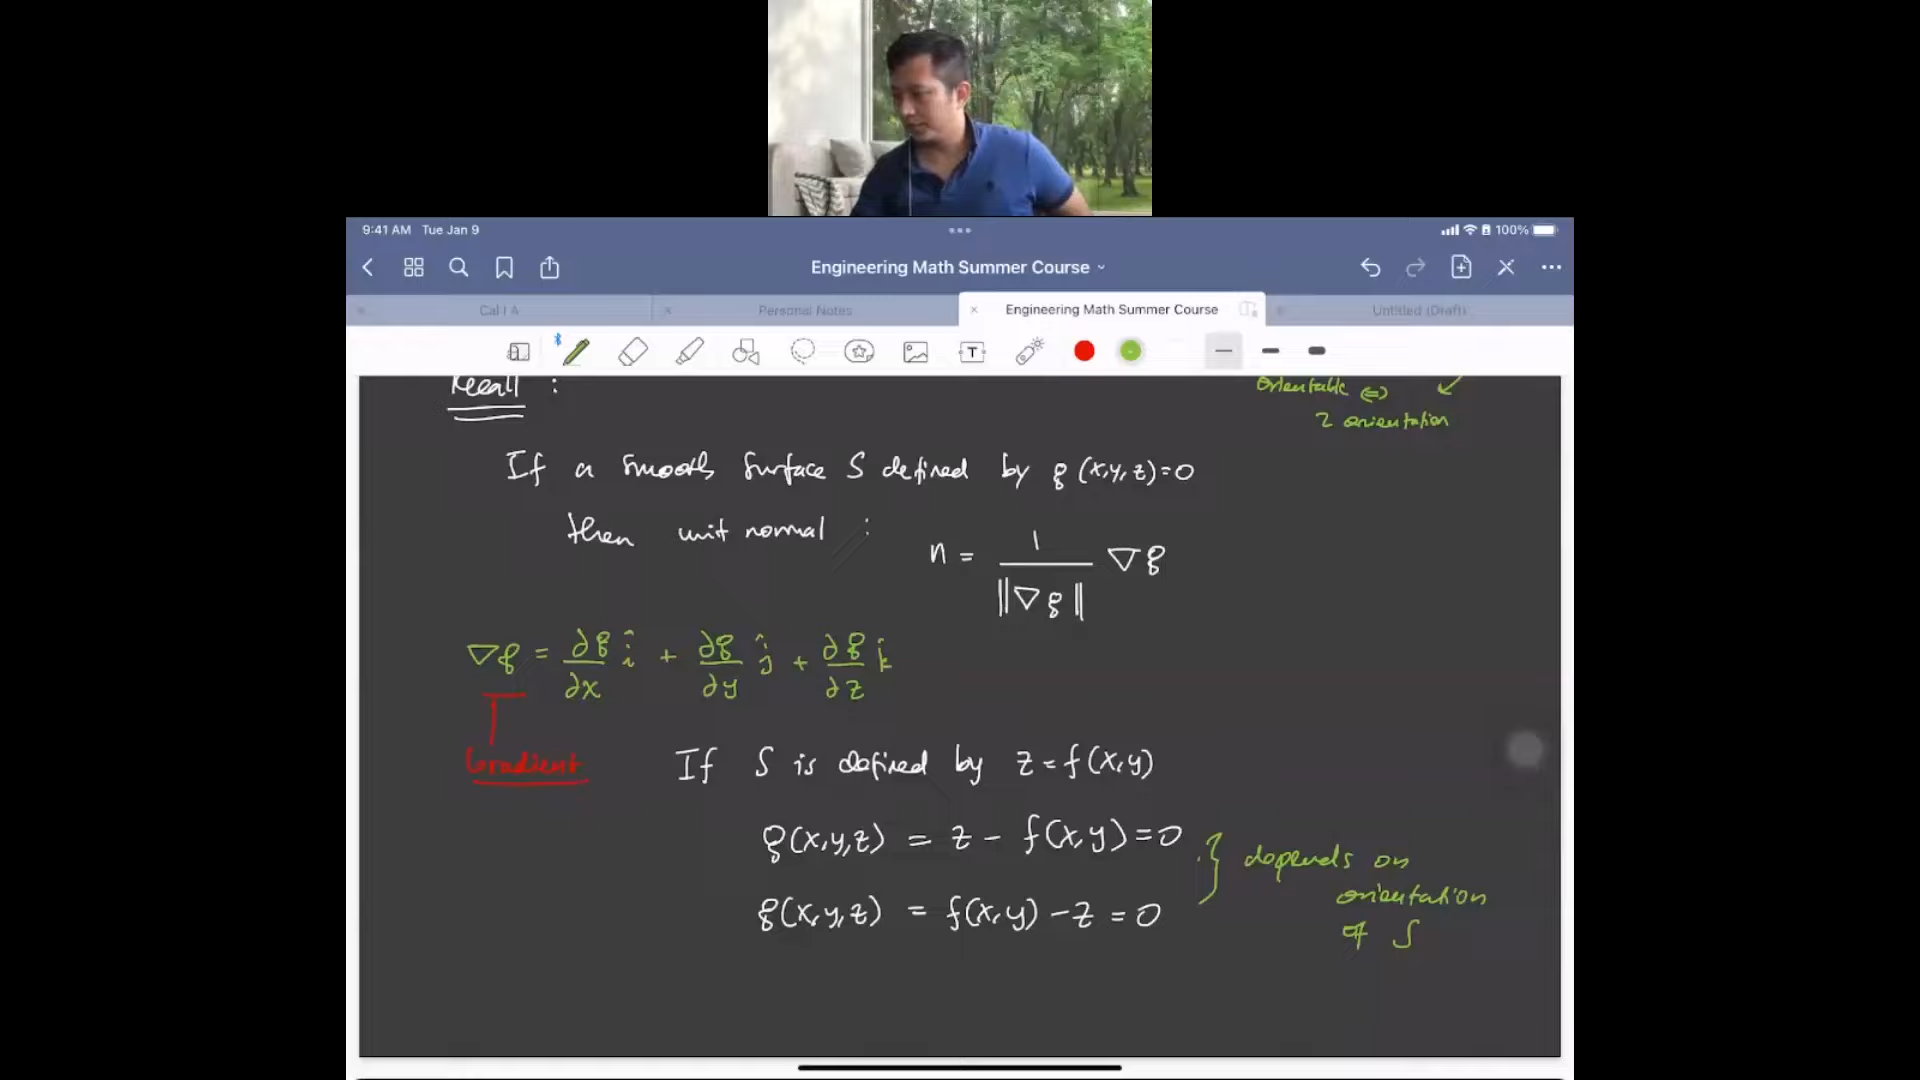 9:41 AM Tue Jan 9
100%
Engineering Math Summer Course
Cal I A
Personal Notes
Engineering Math Summer Course
Untitled (Draft)
T
Recall :
Orientable ⇔ ✓
2 orientation
If a smooth surface S defined by g(x,y,z)=0
then unit normal :
n = 1/‖∇g‖ ∇g
∇g = ∂g/∂x î + ∂g/∂y ĵ + ∂g/∂z k̂
Gradient
If S is defined by z=f(x,y)
g(x,y,z) = z - f(x,y)=0
g(x,y,z) = f(x,y)-z=0
} depends on
orientation
of S